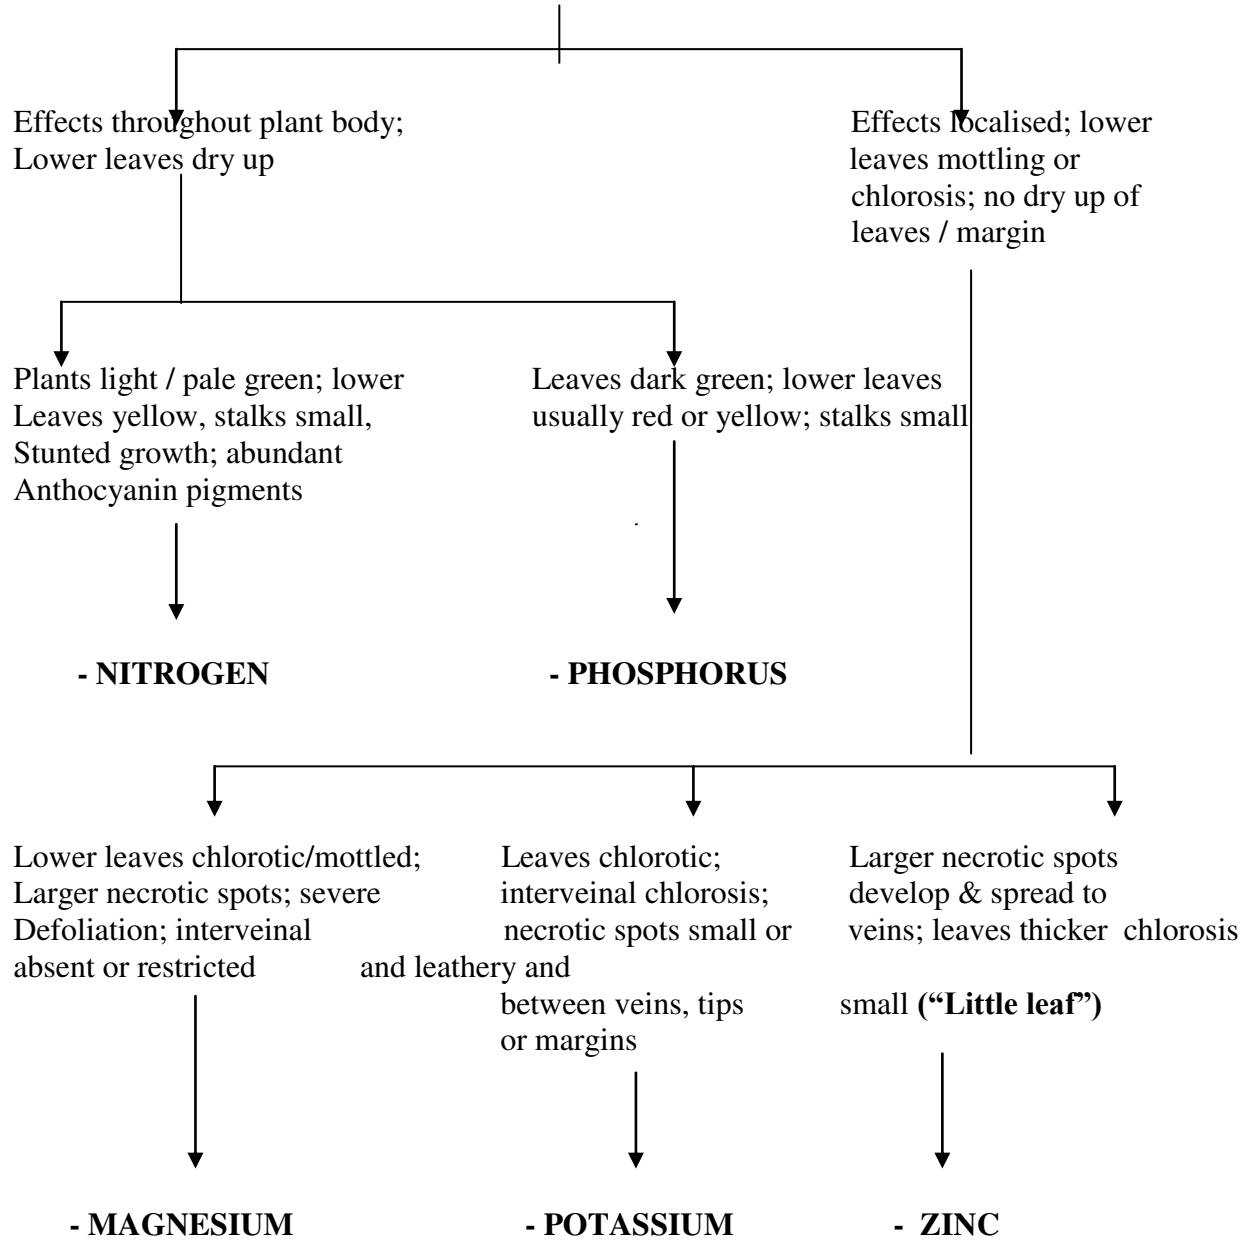 Effects throughout plant body;
Lower leaves dry up
Effects localised; lower
leaves mottling or
chlorosis; no dry up of
leaves / margin
Plants light / pale green; lower
Leaves yellow, stalks small,
Stunted growth; abundant
Anthocyanin pigments
Leaves dark green; lower leaves
usually red or yellow; stalks small
- NITROGEN
- PHOSPHORUS
Lower leaves chlorotic/mottled;
Larger necrotic spots; severe
Defoliation; interveinal
absent or restricted
Leaves chlorotic;
interveinal chlorosis;
necrotic spots small or
and leathery and
between veins, tips
or margins
Larger necrotic spots
develop & spread to
veins; leaves thicker chlorosis
small (“Little leaf”)
- MAGNESIUM
- POTASSIUM
- ZINC